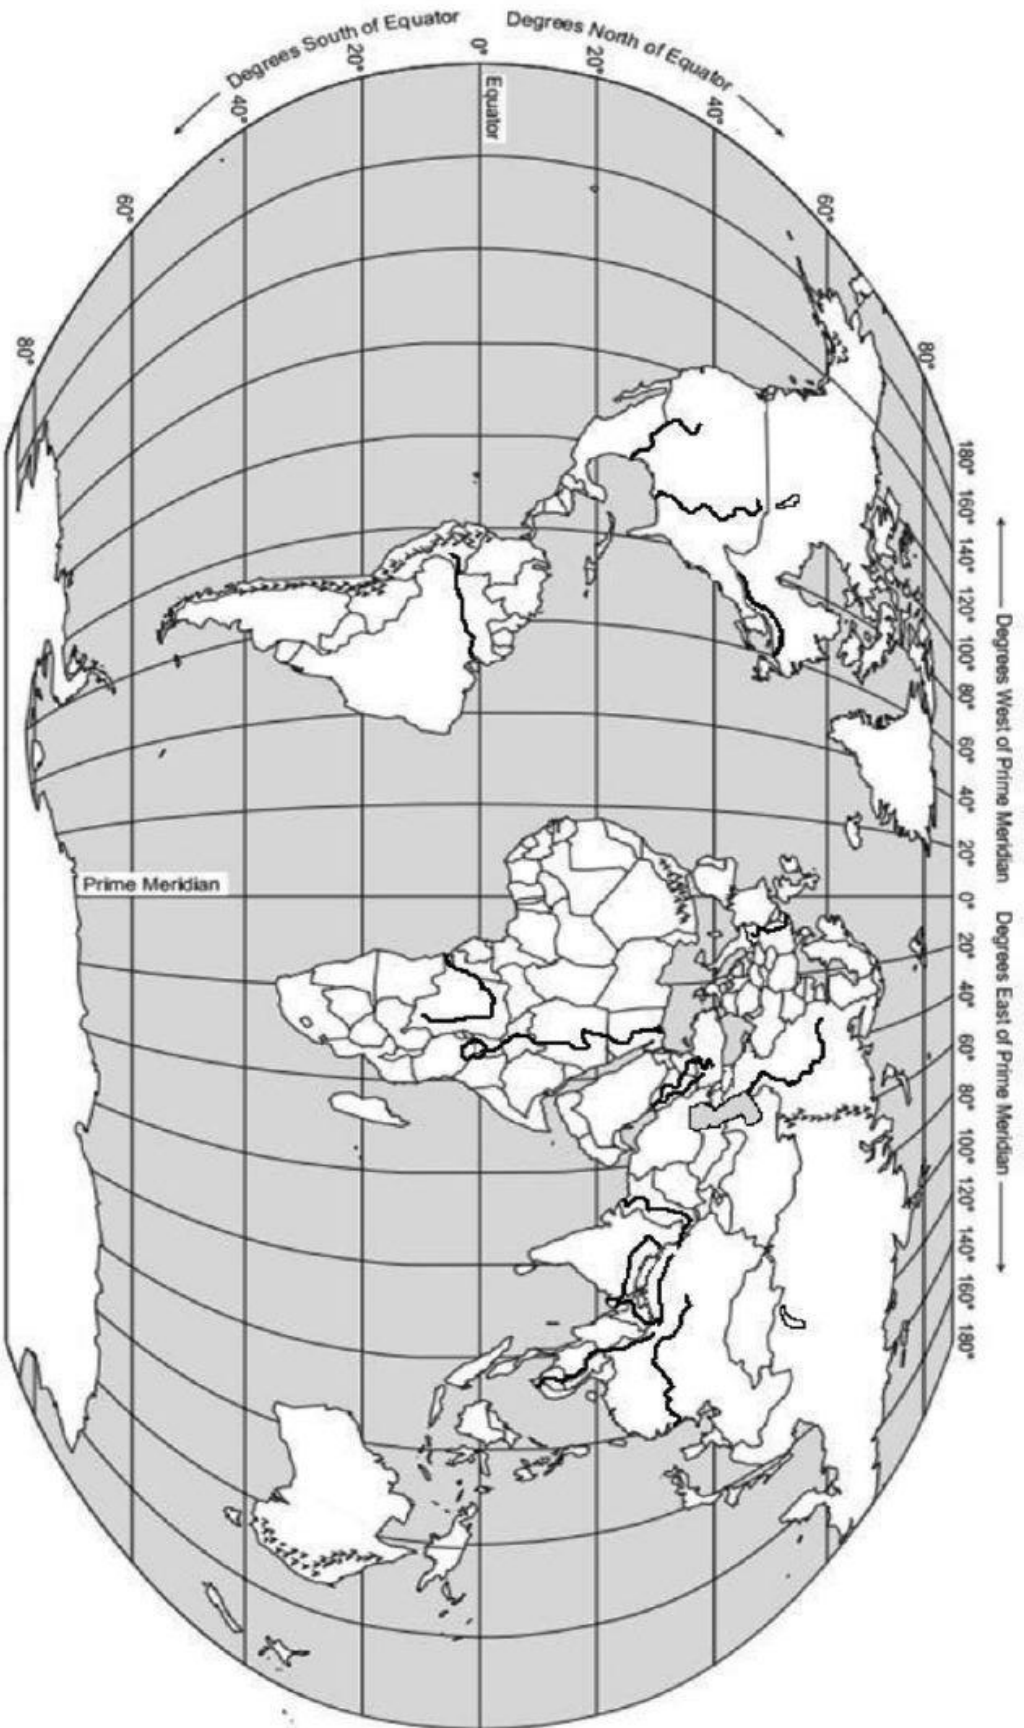 Degrees West of Prime Meridian Degrees East of Prime Meridian
180° 160° 140° 120° 100° 80° 60° 40° 20° 0° 20° 40° 60° 80° 100° 120° 140° 160° 180°
80°
60°
40°
Degrees North of Equator
20°
0° Equator
20°
Degrees South of Equator
40°
60°
80°
Prime Meridian